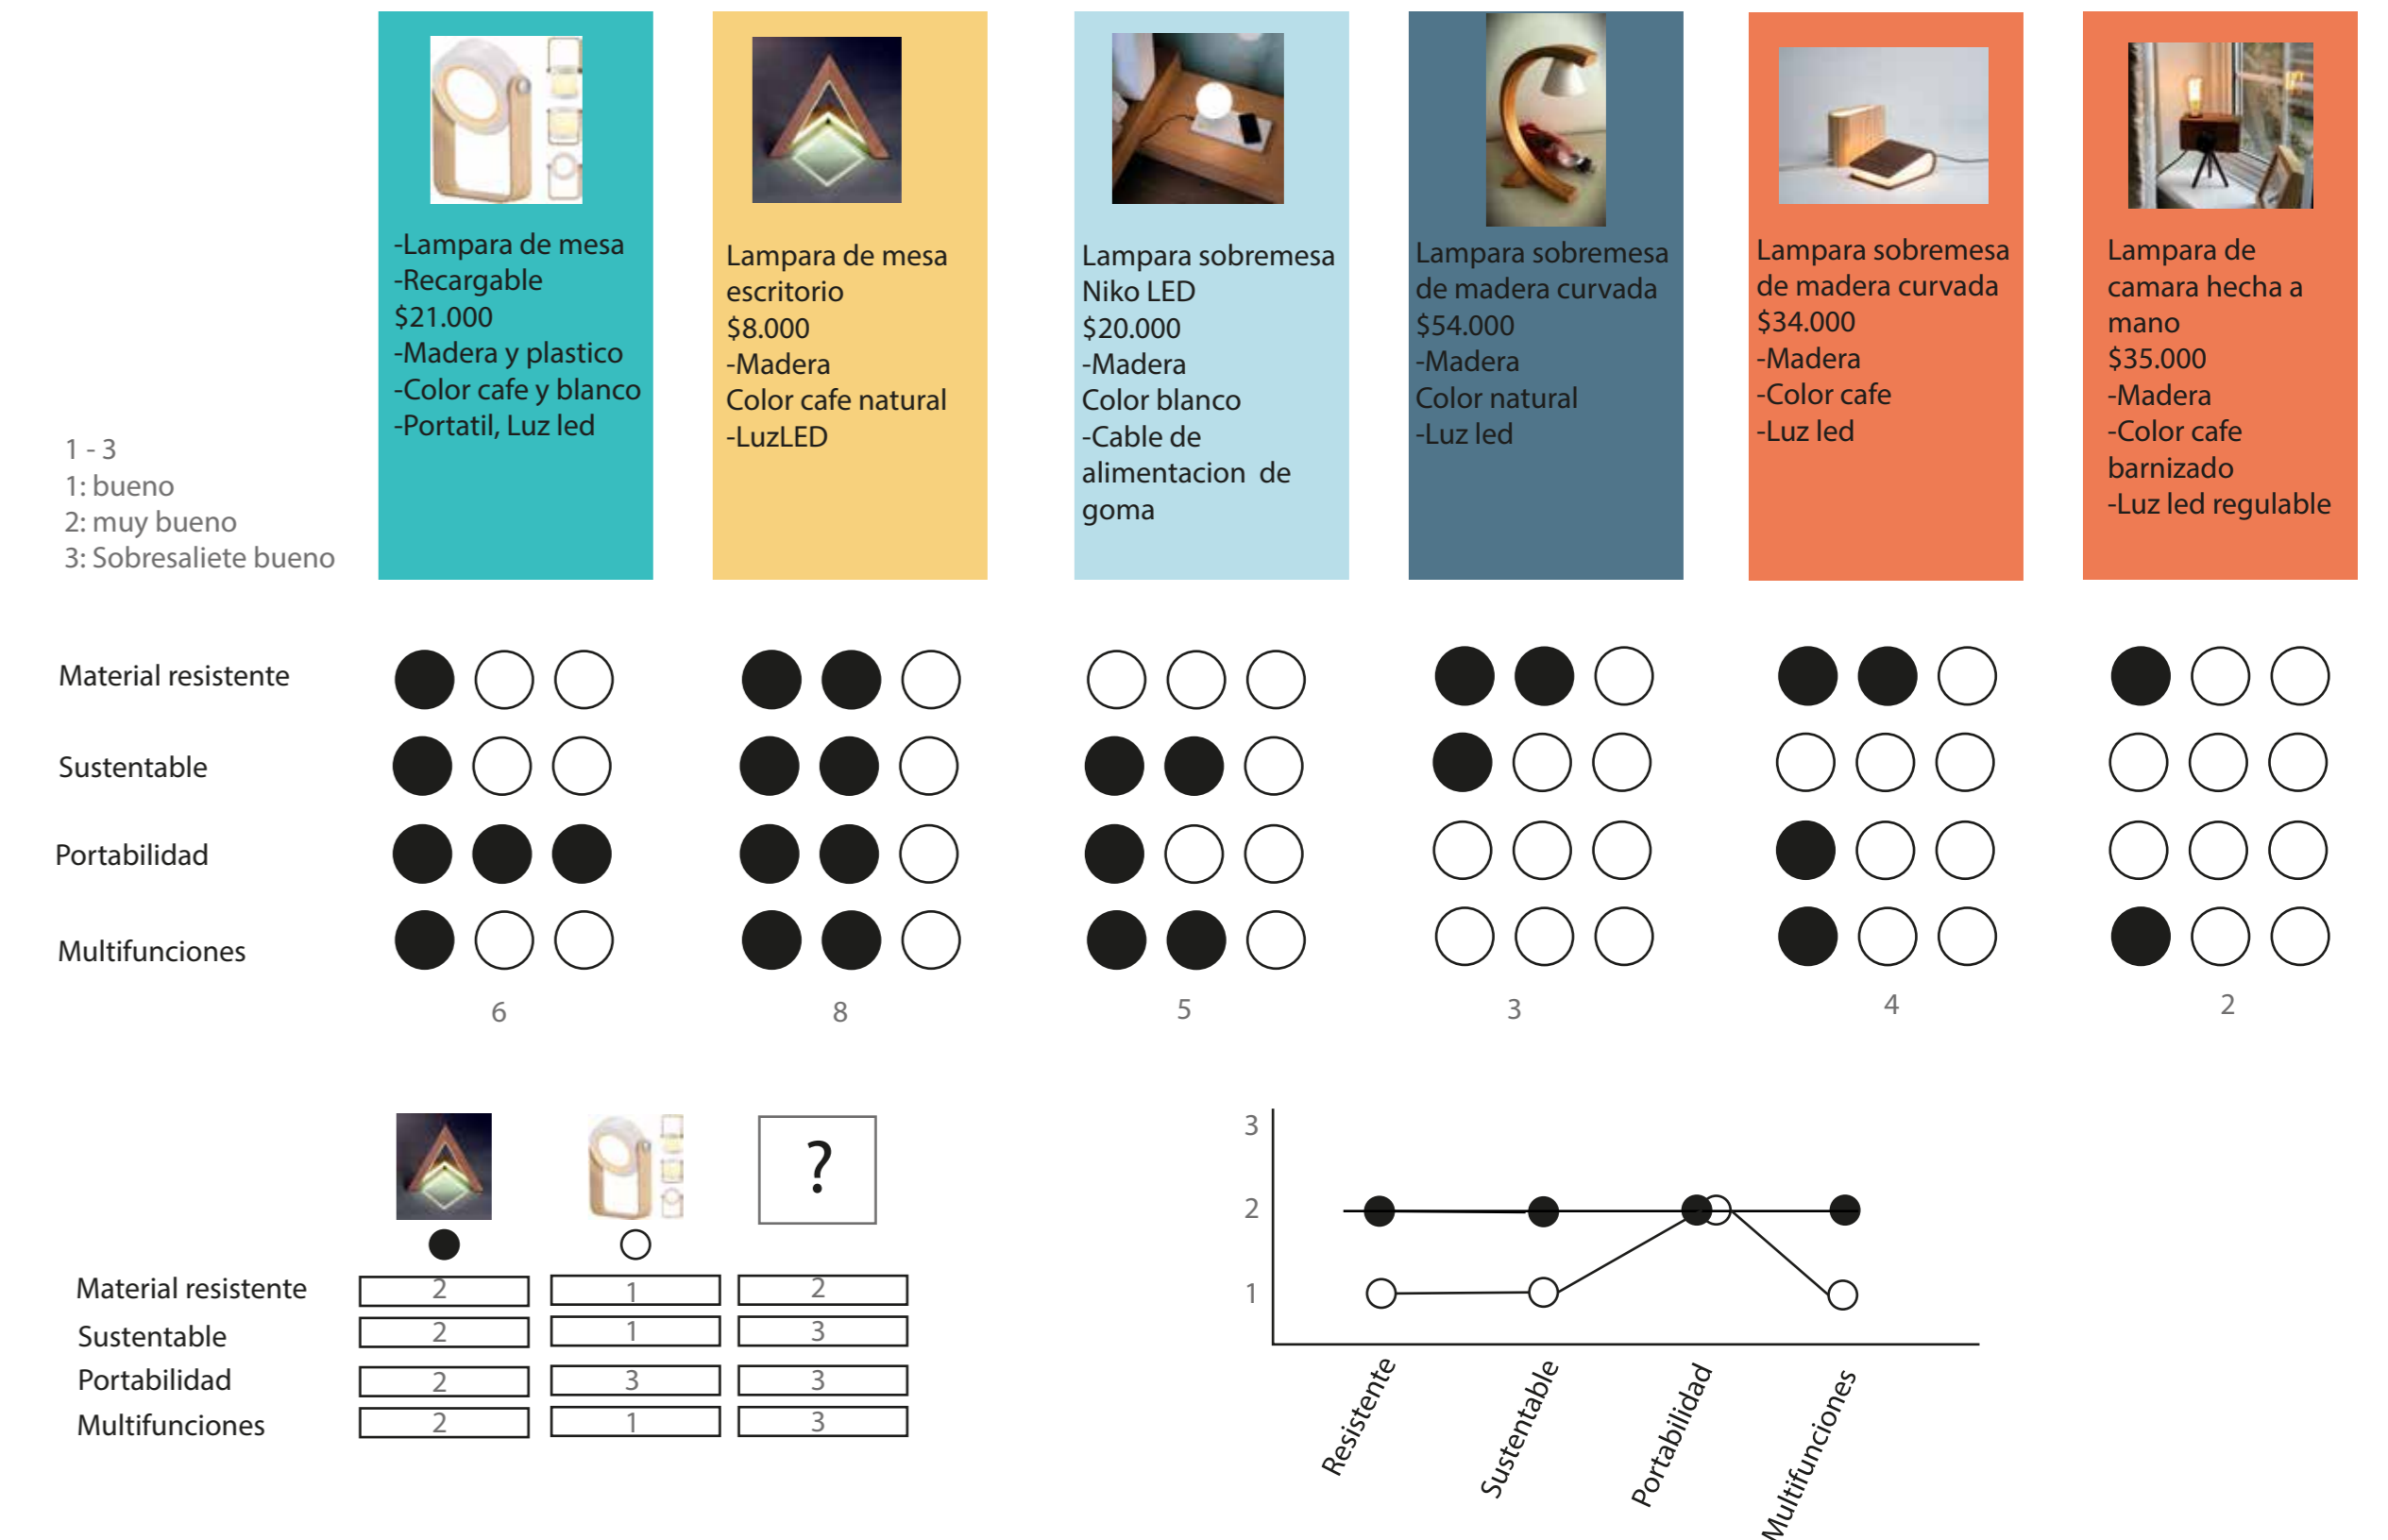 -Lampara de mesa
-Recargable
$21.000
-Madera y plastico
-Color cafe y blanco
-Portatil, Luz led
Lampara de mesa
escritorio
$8.000
-Madera
Color cafe natural
-LuzLED
Lampara sobremesa
Niko LED
$20.000
-Madera
Color blanco
-Cable de
alimentacion de
goma
Lampara sobremesa
de madera curvada
$54.000
-Madera
Color natural
-Luz led
Lampara sobremesa
de madera curvada
$34.000
-Madera
-Color cafe
-Luz led
Lampara de
camara hecha a
mano
$35.000
-Madera
-Color cafe
barnizado
-Luz led regulable
1 - 3
1: bueno
2: muy bueno
3: Sobresaliete bueno
Material resistente
Sustentable
Portabilidad
Multifunciones
6 8 5 3 4 2
?
Material resistente 2 1 2
Sustentable 2 1 3
Portabilidad 2 3 3
Multifunciones 2 1 3
3
2
1
Resistente
Sustentable
Portabilidad
Multifunciones